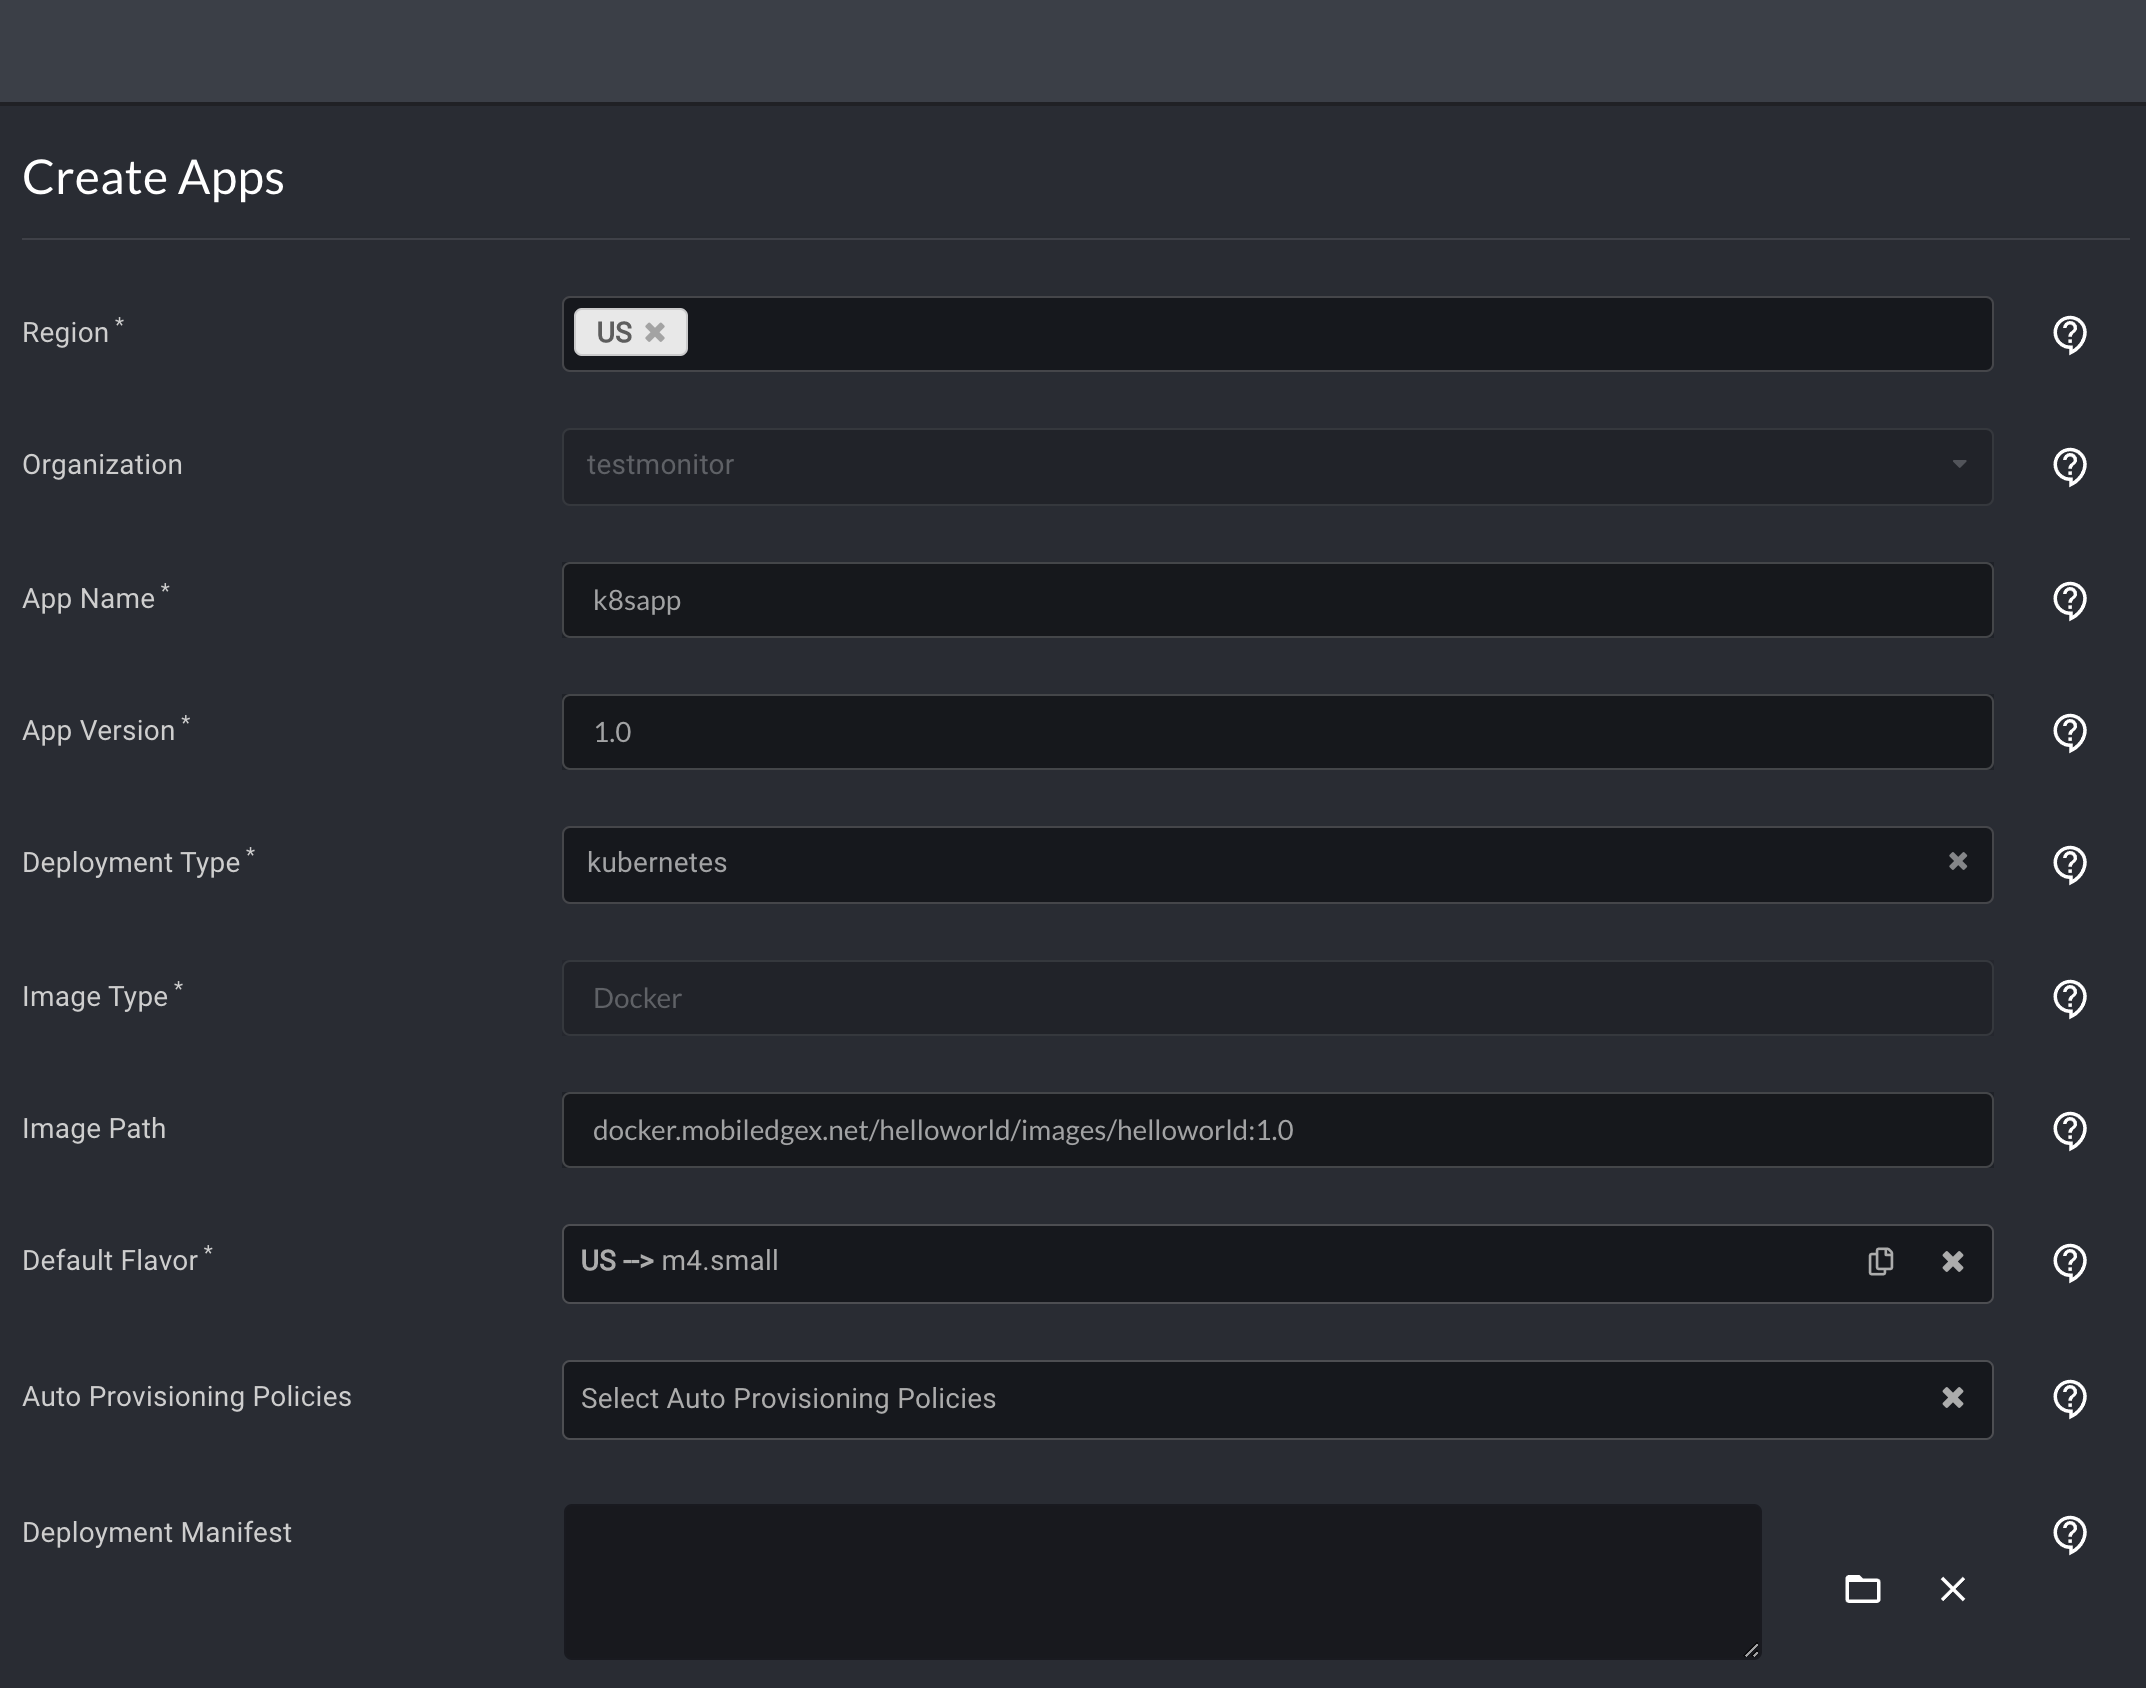 Create Apps
Region *
US
Organization
testmonitor
App Name *
k8sapp
App Version *
1.0
Deployment Type *
kubernetes
Image Type *
Docker
Image Path
docker.mobiledgex.net/helloworld/images/helloworld:1.0
Default Flavor *
US --> m4.small
Auto Provisioning Policies
Select Auto Provisioning Policies
Deployment Manifest